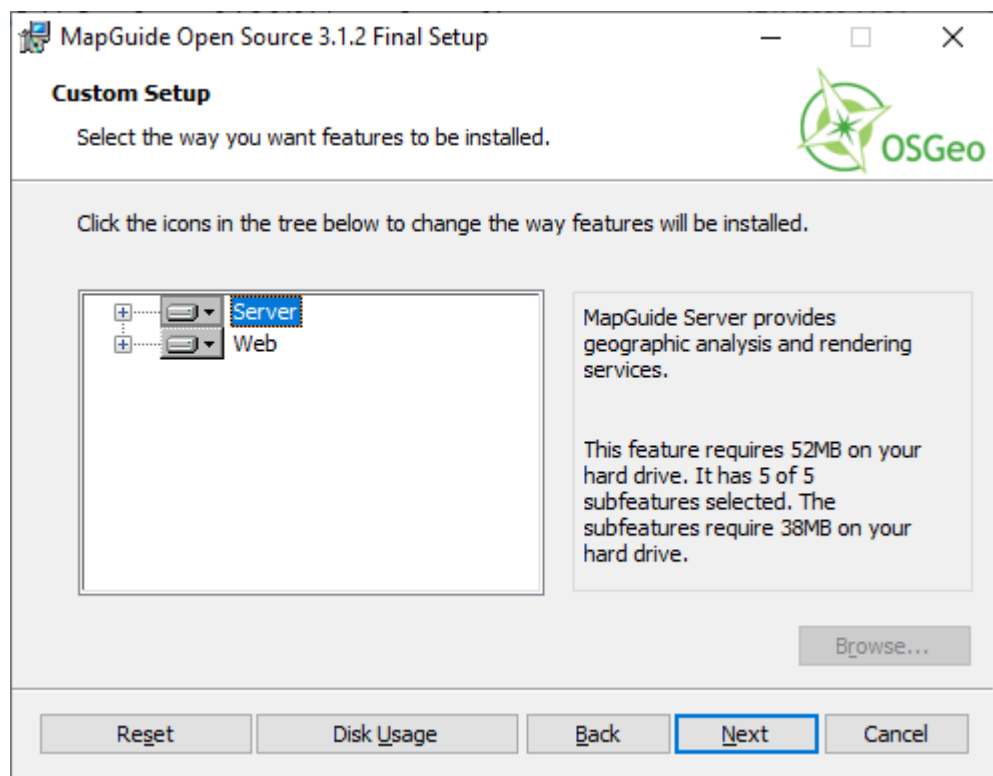 MapGuide Open Source 3.1.2 Final Setup
Custom Setup
Select the way you want features to be installed.
OSGeo
Click the icons in the tree below to change the way features will be installed.
Server
Web
MapGuide Server provides
geographic analysis and rendering
services.
This feature requires 52MB on your
hard drive. It has 5 of 5
subfeatures selected. The
subfeatures require 38MB on your
hard drive.
Browse...
Reset
Disk Usage
Back
Next
Cancel